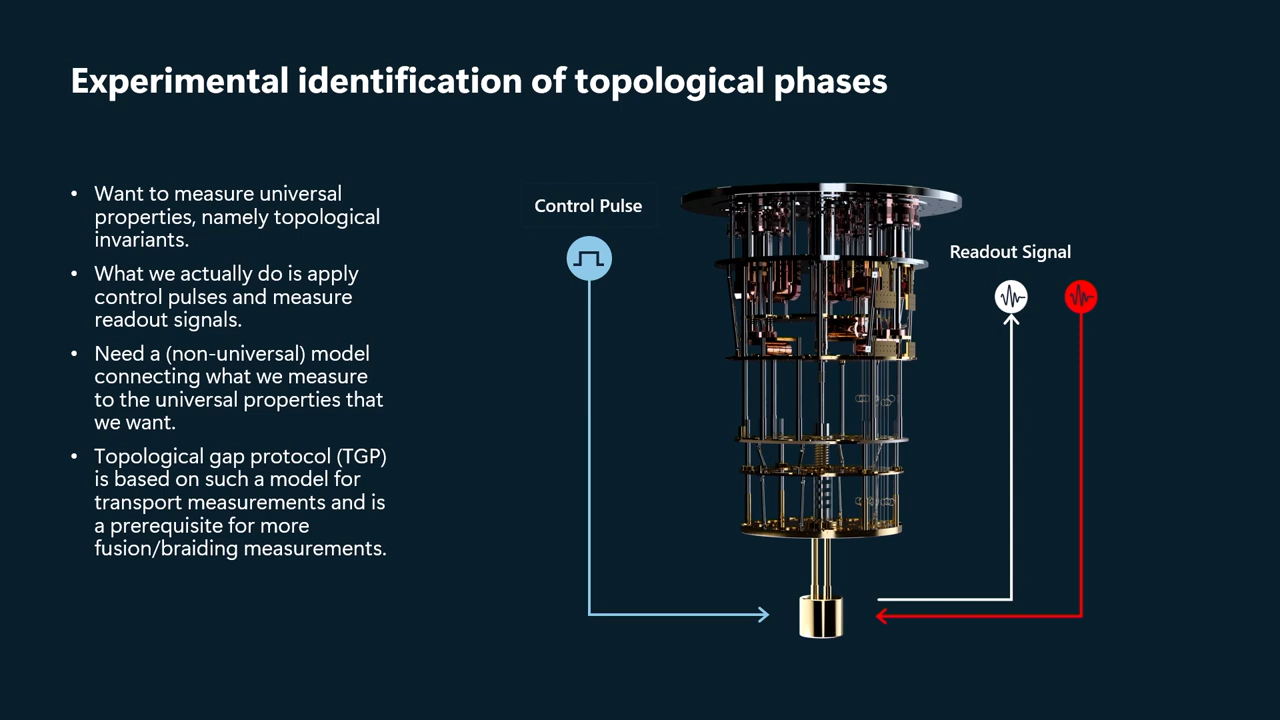 Experimental identification of topological phases
• Want to measure universal
properties, namely topological
invariants.
• What we actually do is apply
control pulses and measure
readout signals.
• Need a (non-universal) model
connecting what we measure
to the universal properties that
we want.
• Topological gap protocol (TGP)
is based on such a model for
transport measurements and is
a prerequisite for more
fusion/braiding measurements.
Control Pulse
Readout Signal